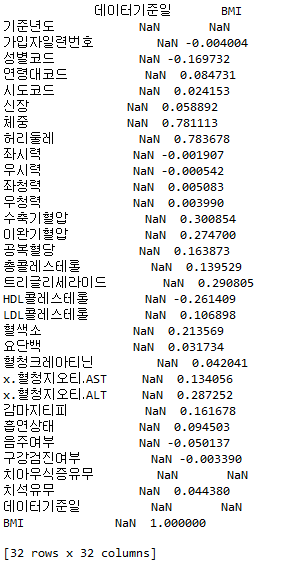 데이터기준일 BMI
기준년도 NaN NaN
가입자일련번호 NaN -0.004004
성별코드 NaN -0.169732
연령대코드 NaN 0.084731
시도코드 NaN 0.024153
신장 NaN 0.058892
체중 NaN 0.781113
허리둘레 NaN 0.783678
좌시력 NaN -0.001907
우시력 NaN -0.000542
좌청력 NaN 0.005083
우청력 NaN 0.003990
수축기혈압 NaN 0.300854
이완기혈압 NaN 0.274700
공복혈당 NaN 0.163873
총콜레스테롤 NaN 0.139529
트리글리세라이드 NaN 0.290805
HDL콜레스테롤 NaN -0.261409
LDL콜레스테롤 NaN 0.106898
혈색소 NaN 0.213569
요단백 NaN 0.031734
혈청크레아티닌 NaN 0.042041
x.혈청지오티.AST NaN 0.134056
x.혈청지오티.ALT NaN 0.287252
감마지티피 NaN 0.161678
흡연상태 NaN 0.094503
음주여부 NaN -0.050137
구강검진여부 NaN -0.003390
치아우식증유무 NaN NaN
치석유무 NaN 0.044380
데이터기준일 NaN NaN
BMI NaN 1.000000
[32 rows x 32 columns]